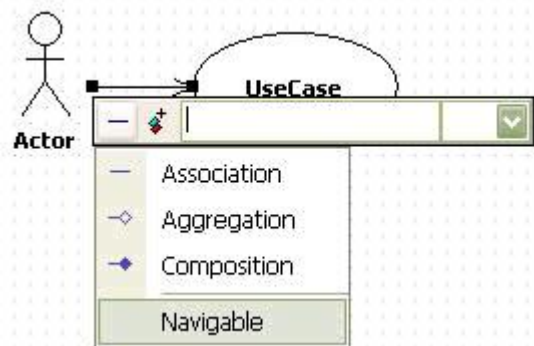 UseCase
Actor
Association
Aggregation
Composition
Navigable